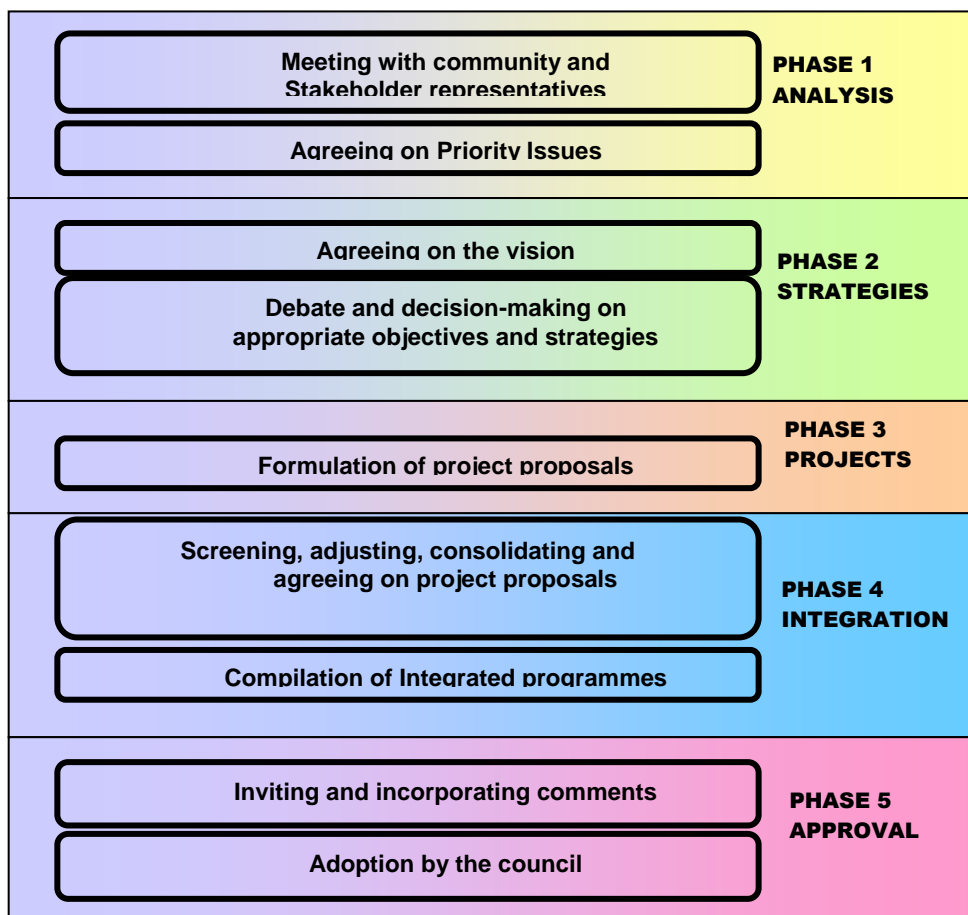 Meeting with community and
Stakeholder representatives
PHASE 1
ANALYSIS
Agreeing on Priority Issues
Agreeing on the vision
PHASE 2
STRATEGIES
Debate and decision-making on
appropriate objectives and strategies
PHASE 3
PROJECTS
Formulation of project proposals
Screening, adjusting, consolidating and
agreeing on project proposals
PHASE 4
INTEGRATION
Compilation of Integrated programmes
Inviting and incorporating comments
PHASE 5
APPROVAL
Adoption by the council